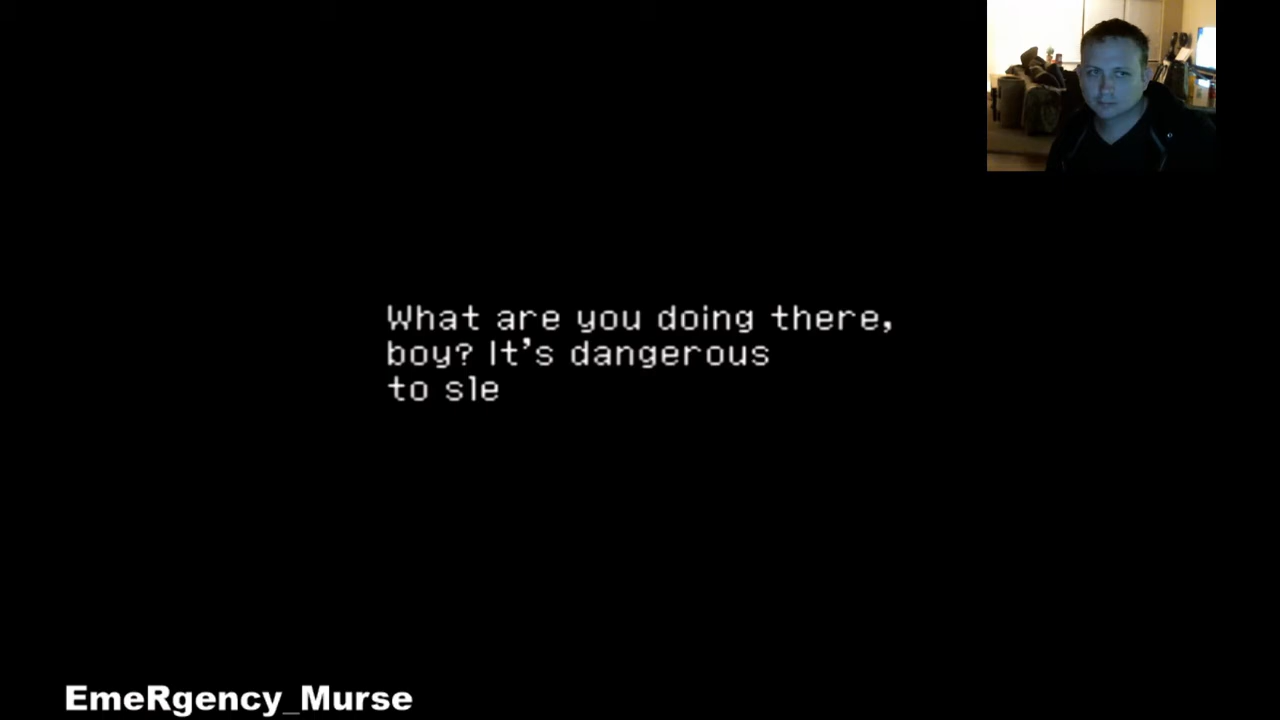 What are you doing there,
boy? It's dangerous
to sle
EmeRgency_Murse